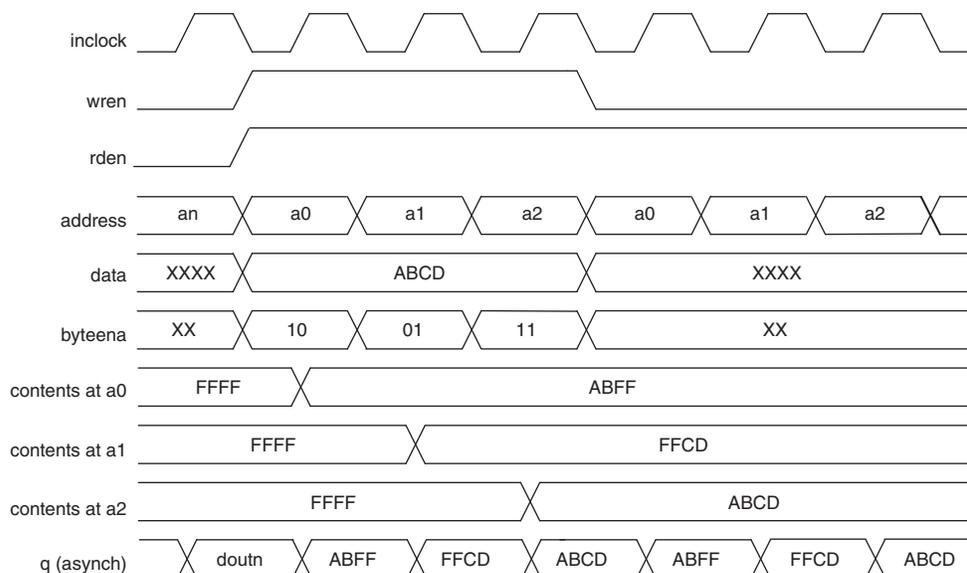 inclock
wren
rden
address an a0 a1 a2 a0 a1 a2
data XXXX ABCD XXXX
byteena XX 10 01 11 XX
contents at a0 FFFF ABFF
contents at a1 FFFF FFCD
contents at a2 FFFF ABCD
q (asynch) doutn ABFF FFCD ABCD ABFF FFCD ABCD